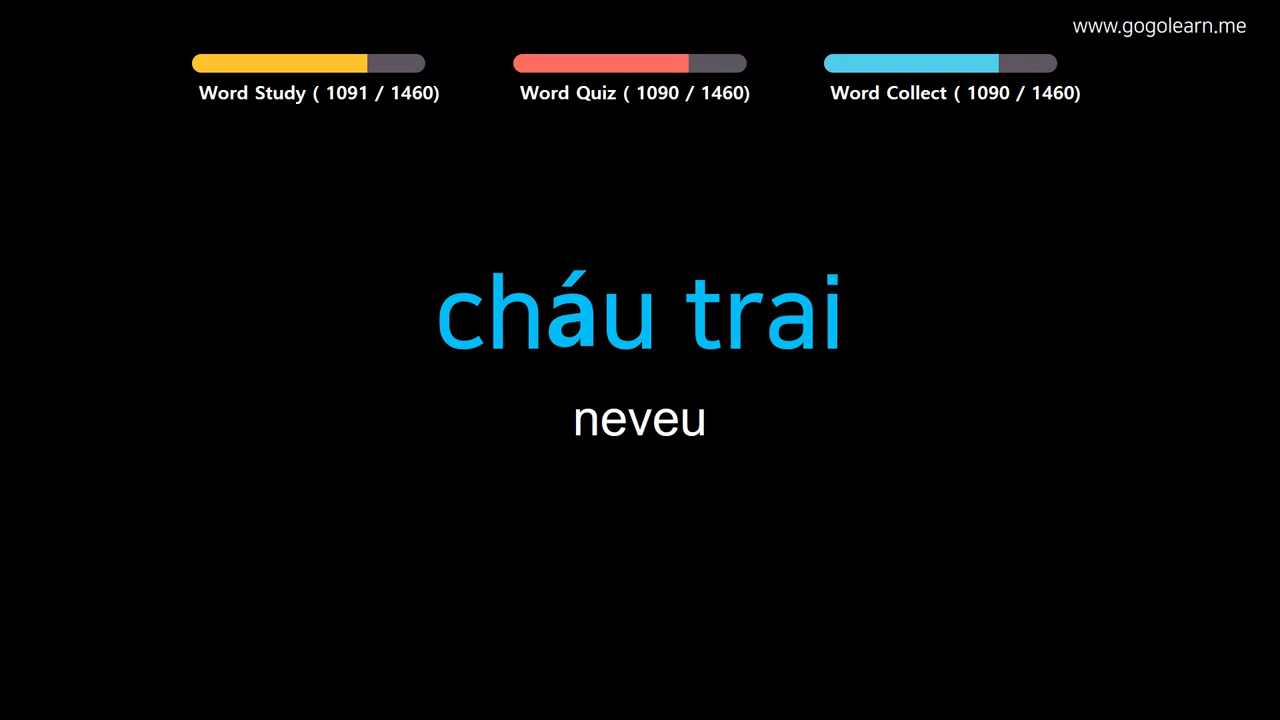 www.gogolearn.me
Word Study ( 1091 / 1460)
Word Quiz ( 1090 / 1460)
Word Collect ( 1090 / 1460)
cháu trai
neveu